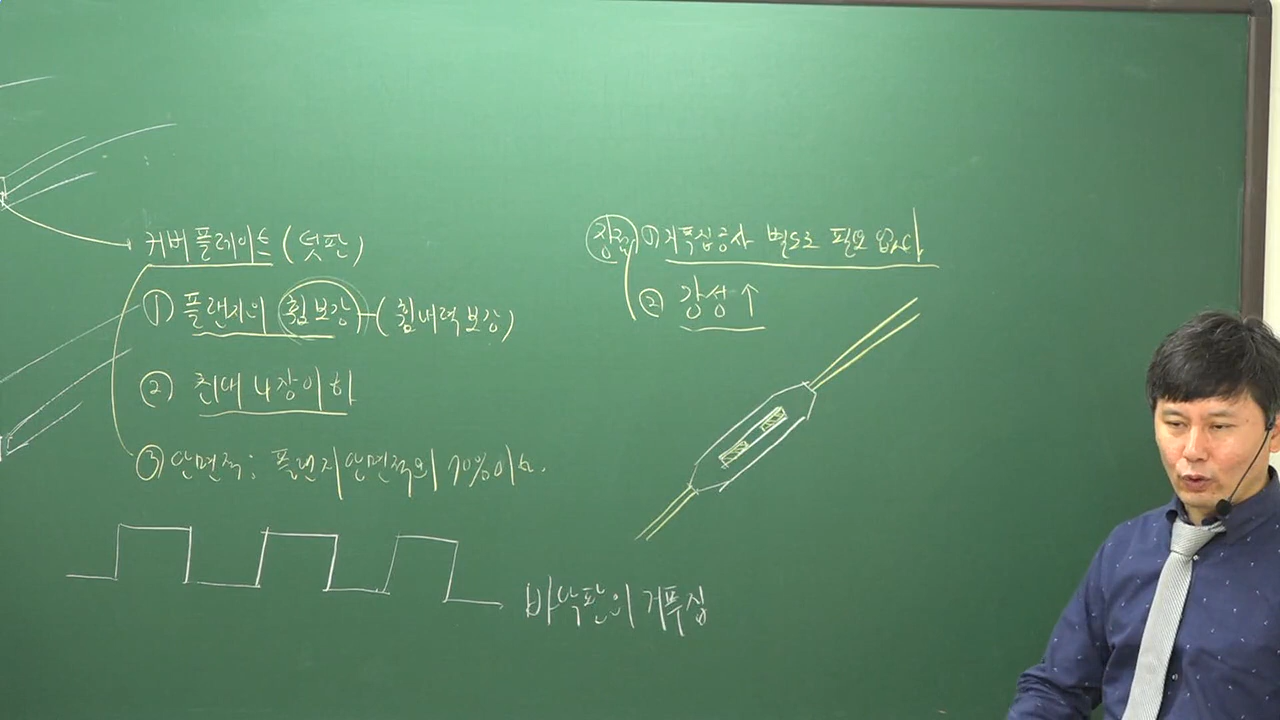 커버 플레이트 (덧판)
① 플랜지의 휨보강 - (휨내력보강)
② 최대 4장이하
③ 단면적 : 플랜지 단면적의 70%이하.
장점 ① 거푸집공사 별도로 필요 없다
② 강성↑
바닥판의 거푸집